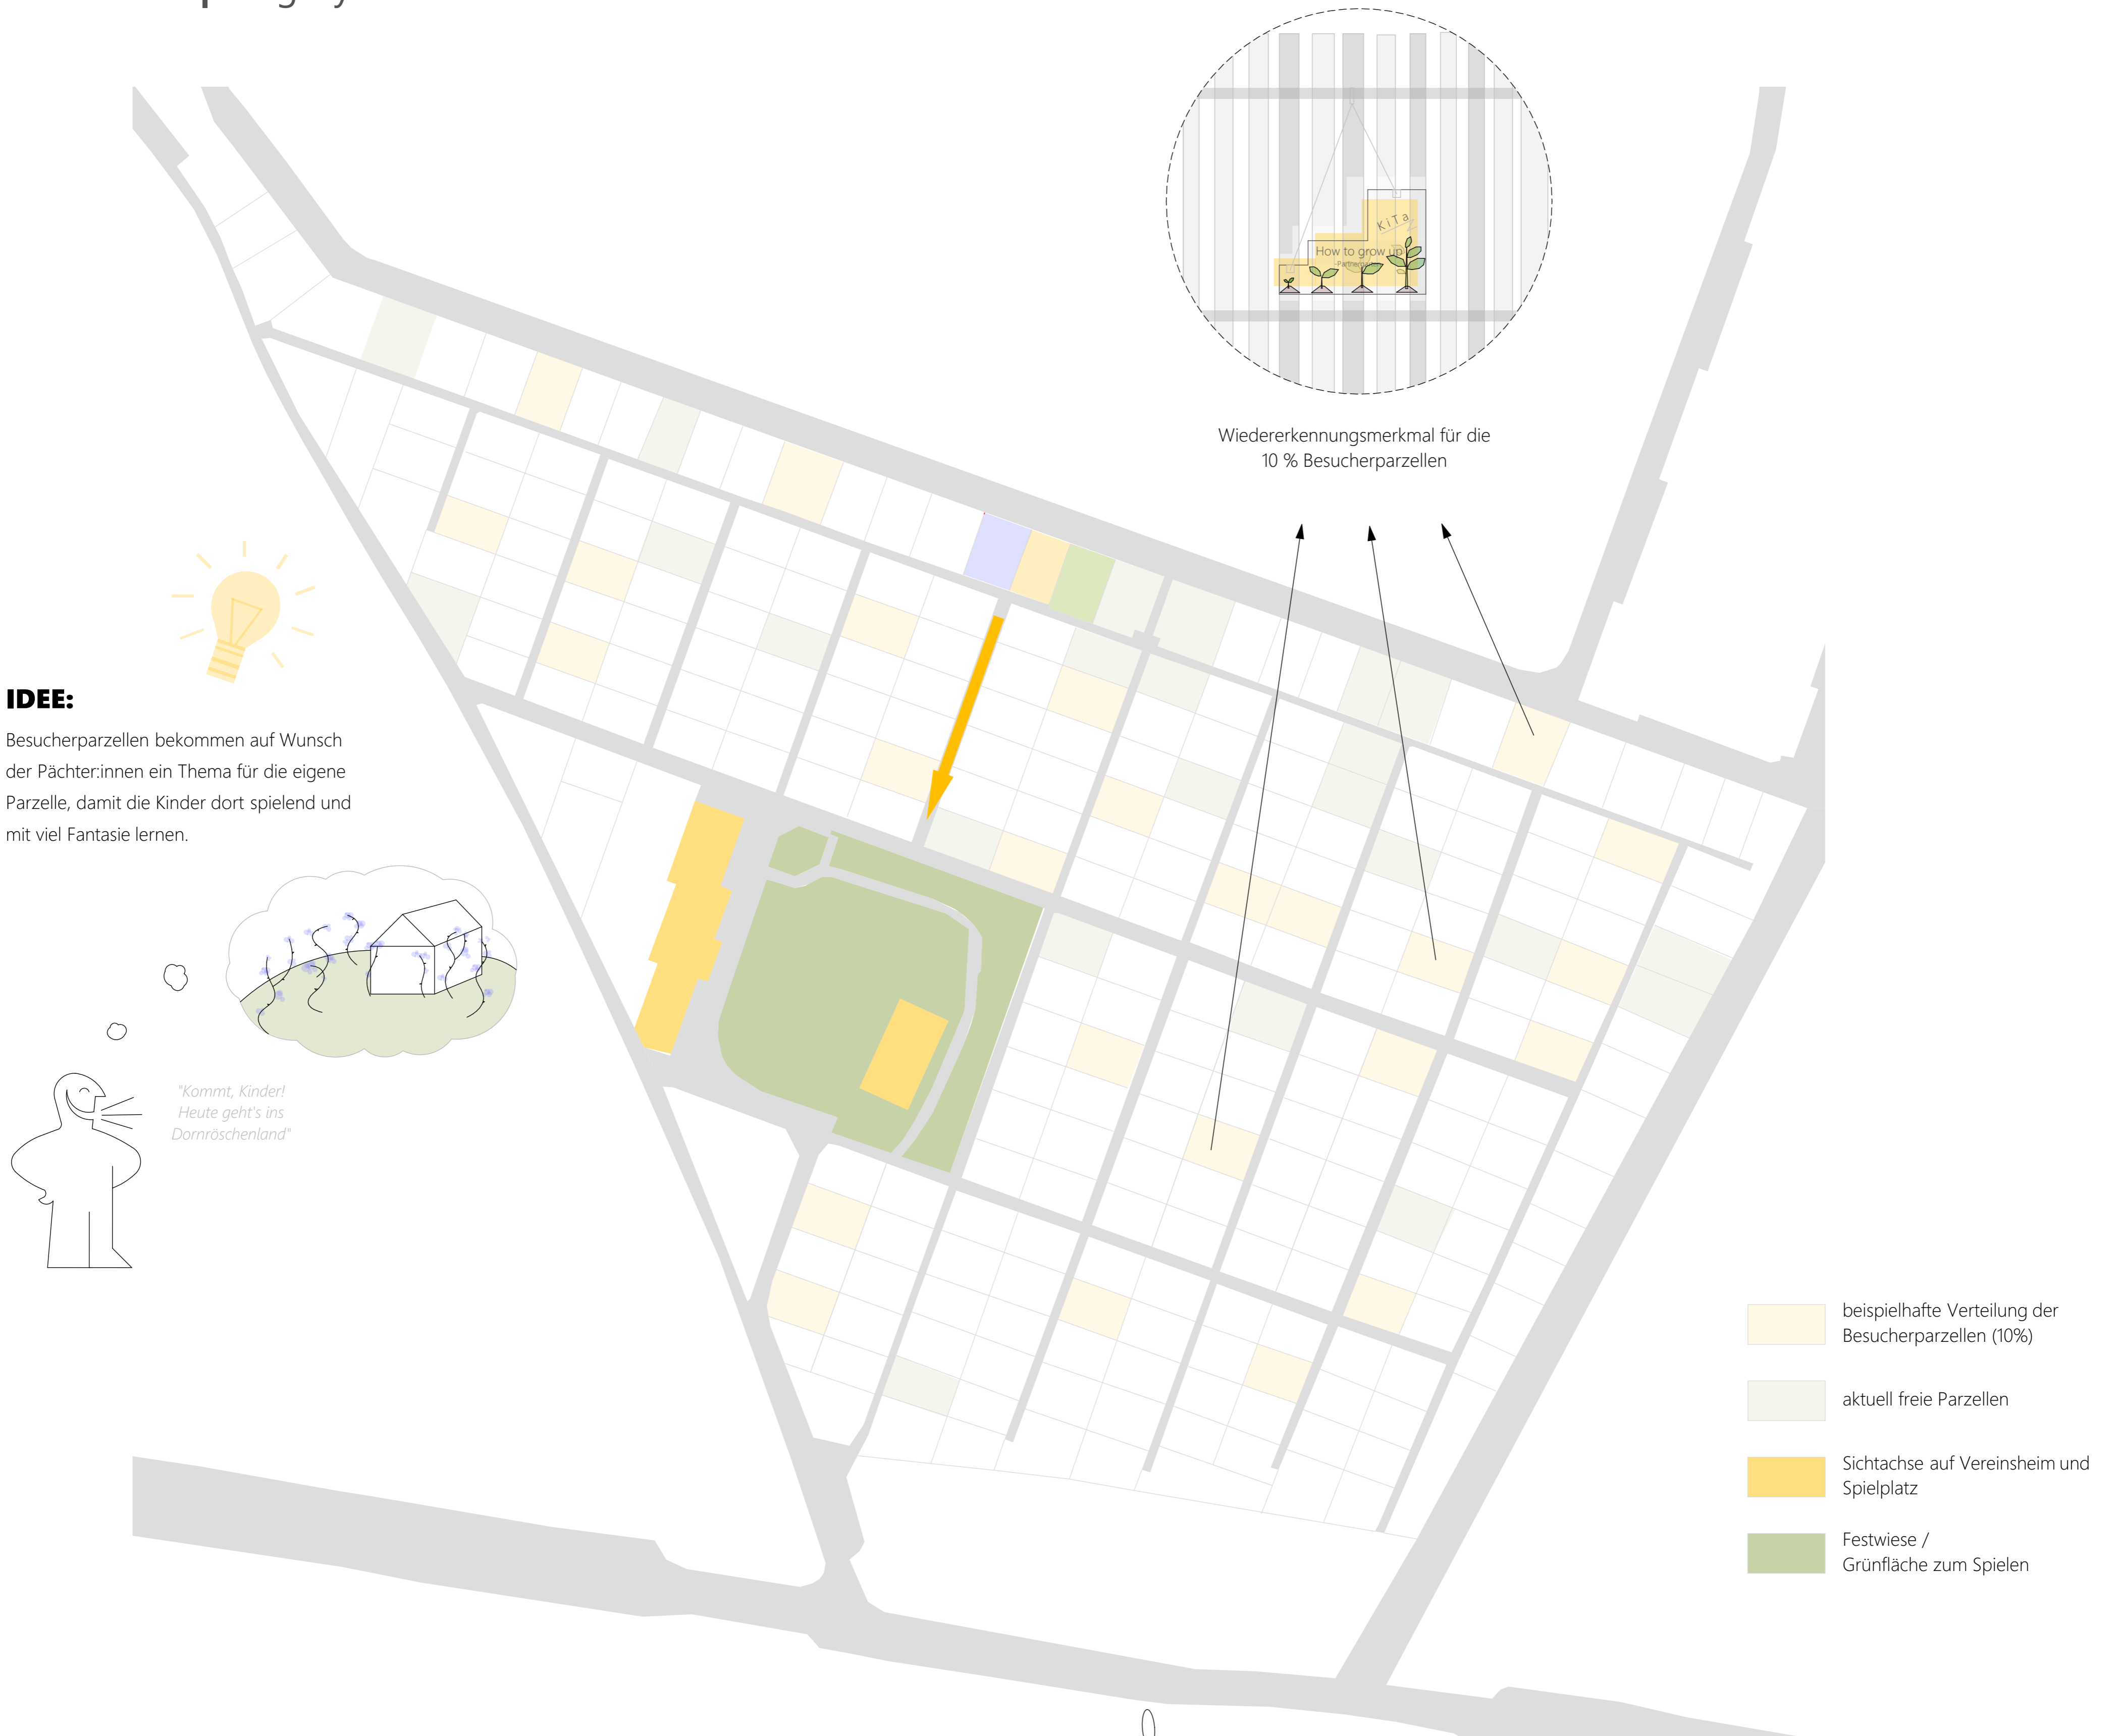 KiTa
How to grow up
Wiedererkennungsmerkmal für die
10 % Besucherparzellen
IDEE:
Besucherparzellen bekommen auf Wunsch
der Pächter:innen ein Thema für die eigene
Parzelle, damit die Kinder dort spielend und
mit viel Fantasie lernen.
"Kommt, Kinder!
Heute geht's ins
Dornröschenland"
beispielhafte Verteilung der
Besucherparzellen (10%)
aktuell freie Parzellen
Sichtachse auf Vereinsheim und
Spielplatz
Festwiese /
Grünfläche zum Spielen